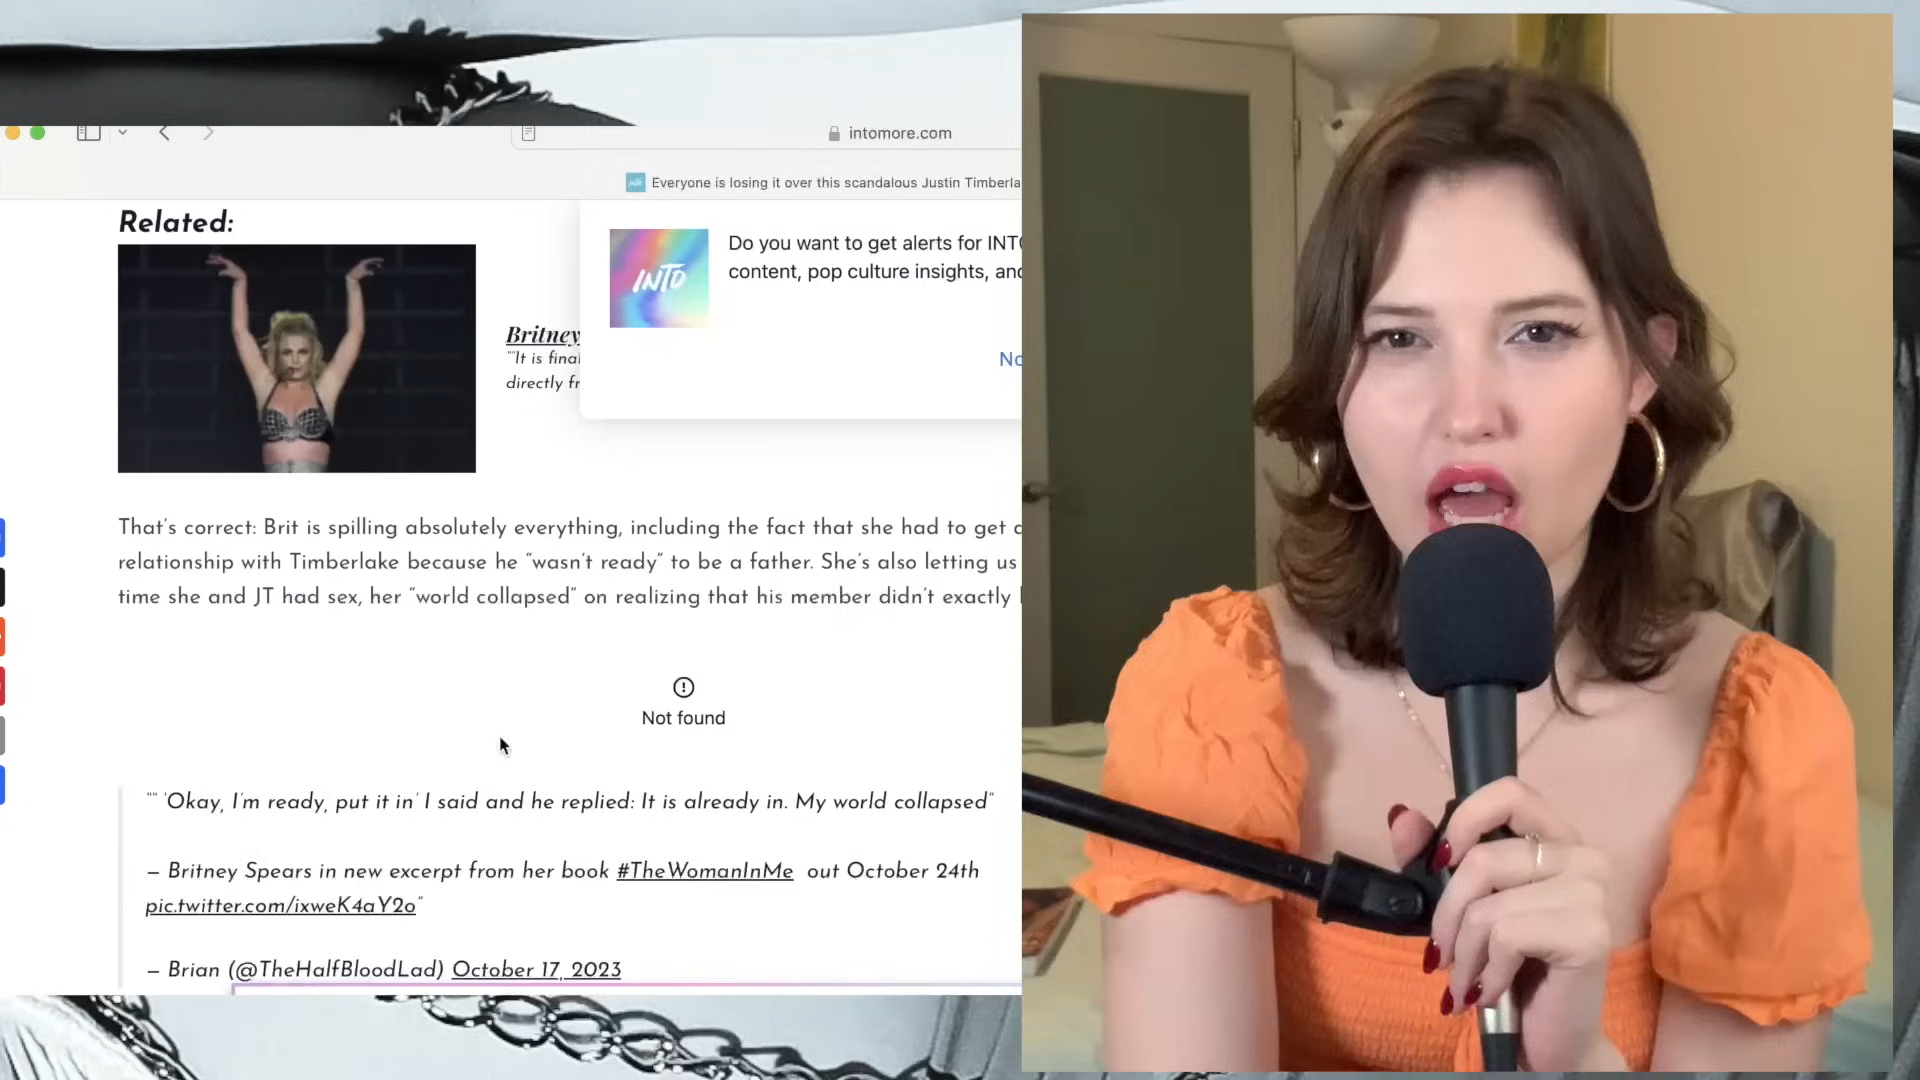 intomore.com
Everyone is losing it over this scandalous Justin Timberla
Related:
INTO
Do you want to get alerts for INTO
content, pop culture insights, and
No
Britney
"“It is final
directly fr
That’s correct: Brit is spilling absolutely everything, including the fact that she had to get a
relationship with Timberlake because he “wasn’t ready” to be a father. She’s also letting us
time she and JT had sex, her “world collapsed” on realizing that his member didn’t exactly
Not found
"" ‘Okay, I’m ready, put it in’ I said and he replied: It is already in. My world collapsed”
— Britney Spears in new excerpt from her book #TheWomanInMe out October 24th
pic.twitter.com/ixweK4aY2o”
— Brian (@TheHalfBloodLad) October 17, 2023